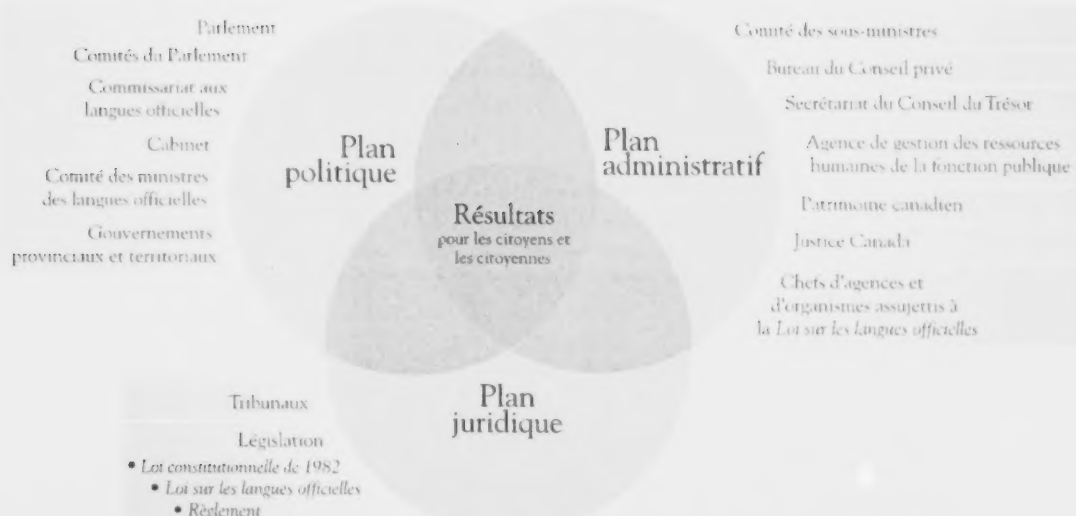 Parlement
Comités du Parlement
Commissariat aux
langues officielles
Cabinet
Comité des ministres
des langues officielles
Gouvernements
provinciaux et territoriaux
Plan
politique
Plan
administratif
Résultats
pour les citoyens et
les citoyennes
Comité des sous-ministres
Bureau du Conseil privé
Secrétariat du Conseil du Trésor
Agence de gestion des ressources
humaines de la fonction publique
Patrimoine canadien
Justice Canada
Chefs d'agences et
d'organismes assujettis à
la Loi sur les langues officielles
Plan
juridique
Tribunaux
Législation
• Loi constitutionnelle de 1982
• Loi sur les langues officielles
• Règlement